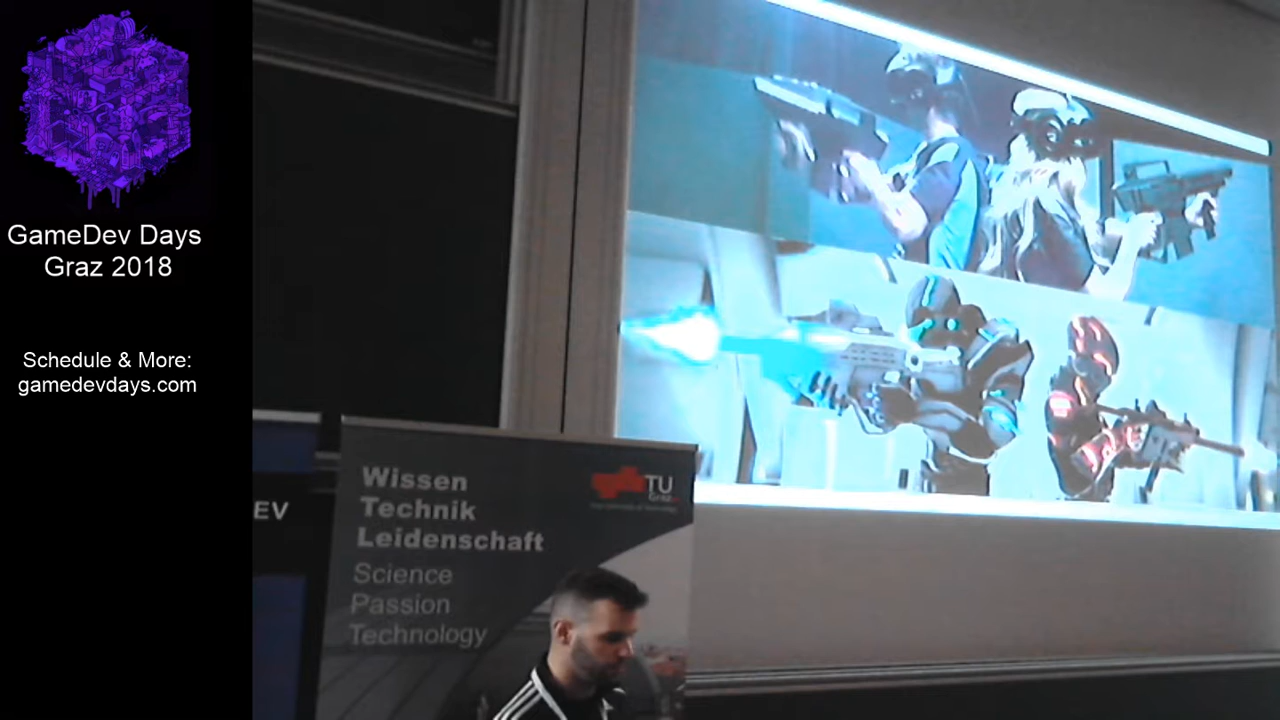 GameDev Days
Graz 2018
Schedule & More:
gamedevdays.com
EV
Wissen
Technik
Leidenschaft
TU
Graz
Science
Passion
Technology